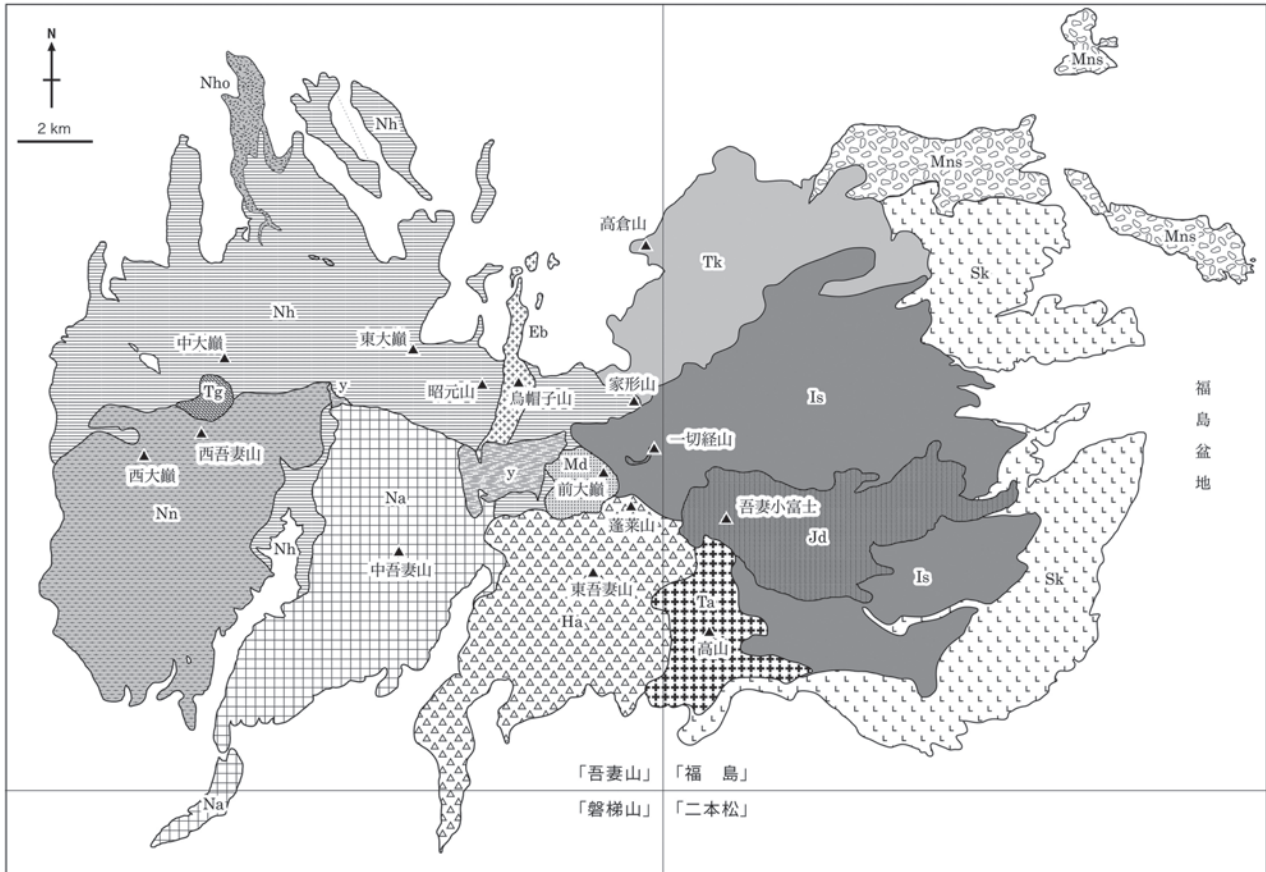 N
2 km
Nho
Nh
Mns
Mns
Mns
高倉山
Tk
Sk
Nh
Eb
中大巓
東大巓
Tg
y
昭元山
烏帽子山
家形山
Is
福島盆地
西吾妻山
一切経山
西大巓
Na
y
Md
前大巓
Nn
蓬莱山
吾妻小富士
Jd
Nh
中吾妻山
東吾妻山
Is
Sk
Ha
Ta
高山
「吾妻山」
「福 島」
Na
「磐梯山」
「二本松」